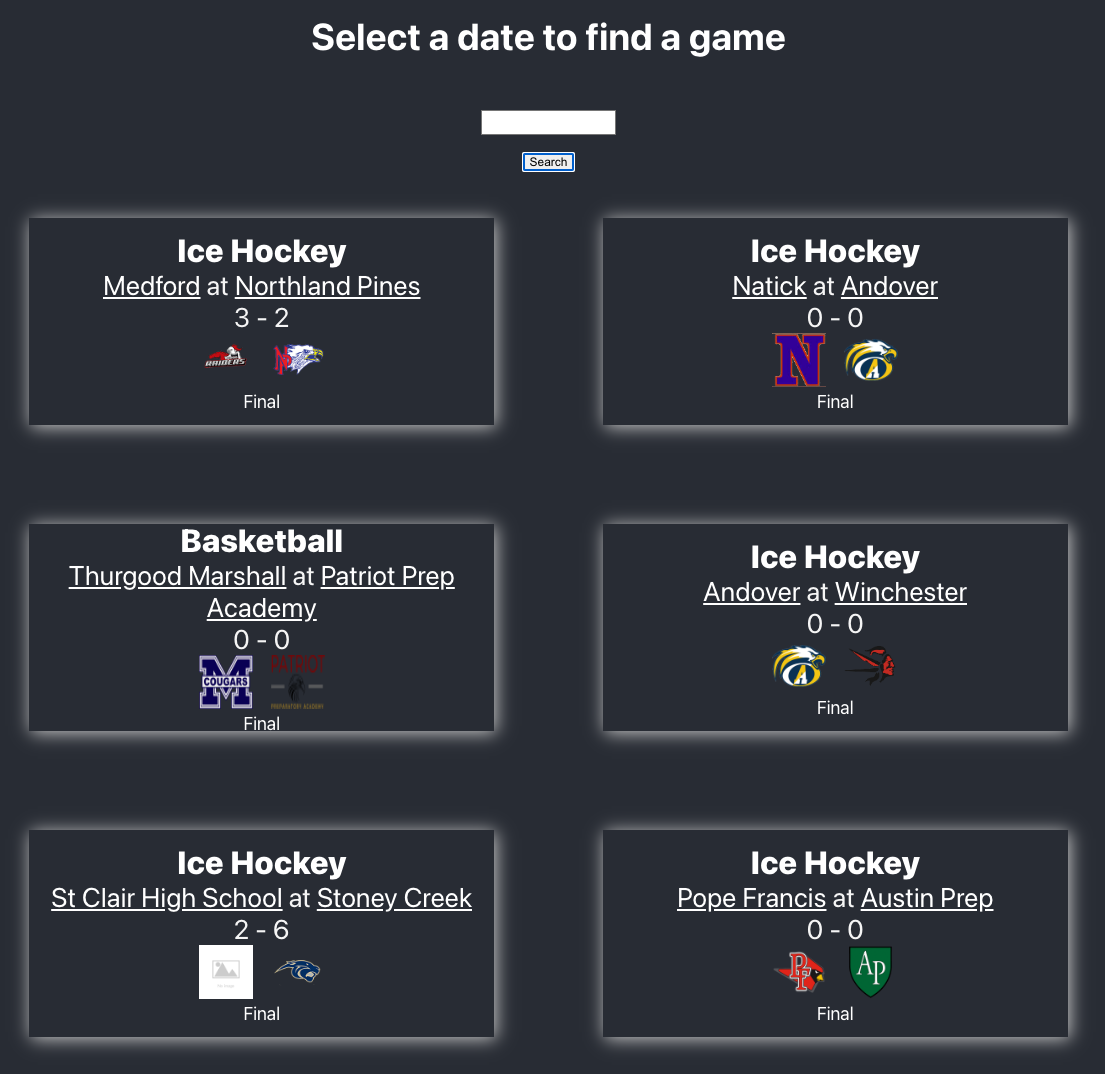 Select a date to find a game
Search
Ice Hockey
Medford at Northland Pines
3 - 2
RAIDERS
Final
Ice Hockey
Natick at Andover
0 - 0
N
A
Final
Basketball
Thurgood Marshall at Patriot Prep
Academy
0 - 0
M
COUGARS
PATRIOT
PREPARATORY ACADEMY
Final
Ice Hockey
Andover at Winchester
0 - 0
A
Final
Ice Hockey
St Clair High School at Stoney Creek
2 - 6
Final
Ice Hockey
Pope Francis at Austin Prep
0 - 0
PF
AP
Final